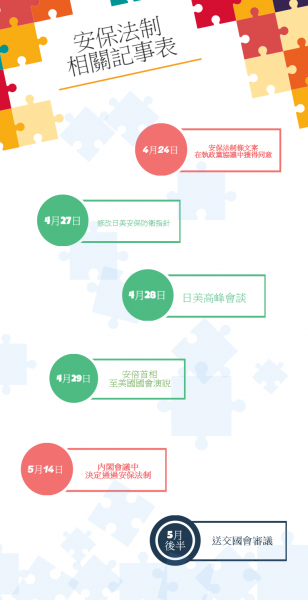 安保法制
相關記事表
4月24日
安保法制條文案
在執政黨協議中獲得同意
4月27日
修改日美安保防衛指針
4月28日
日美高峰會談
4月29日
安倍首相
至美國國會演說
5月14日
內閣會議中
決定通過安保法制
5月
後半
送交國會審議